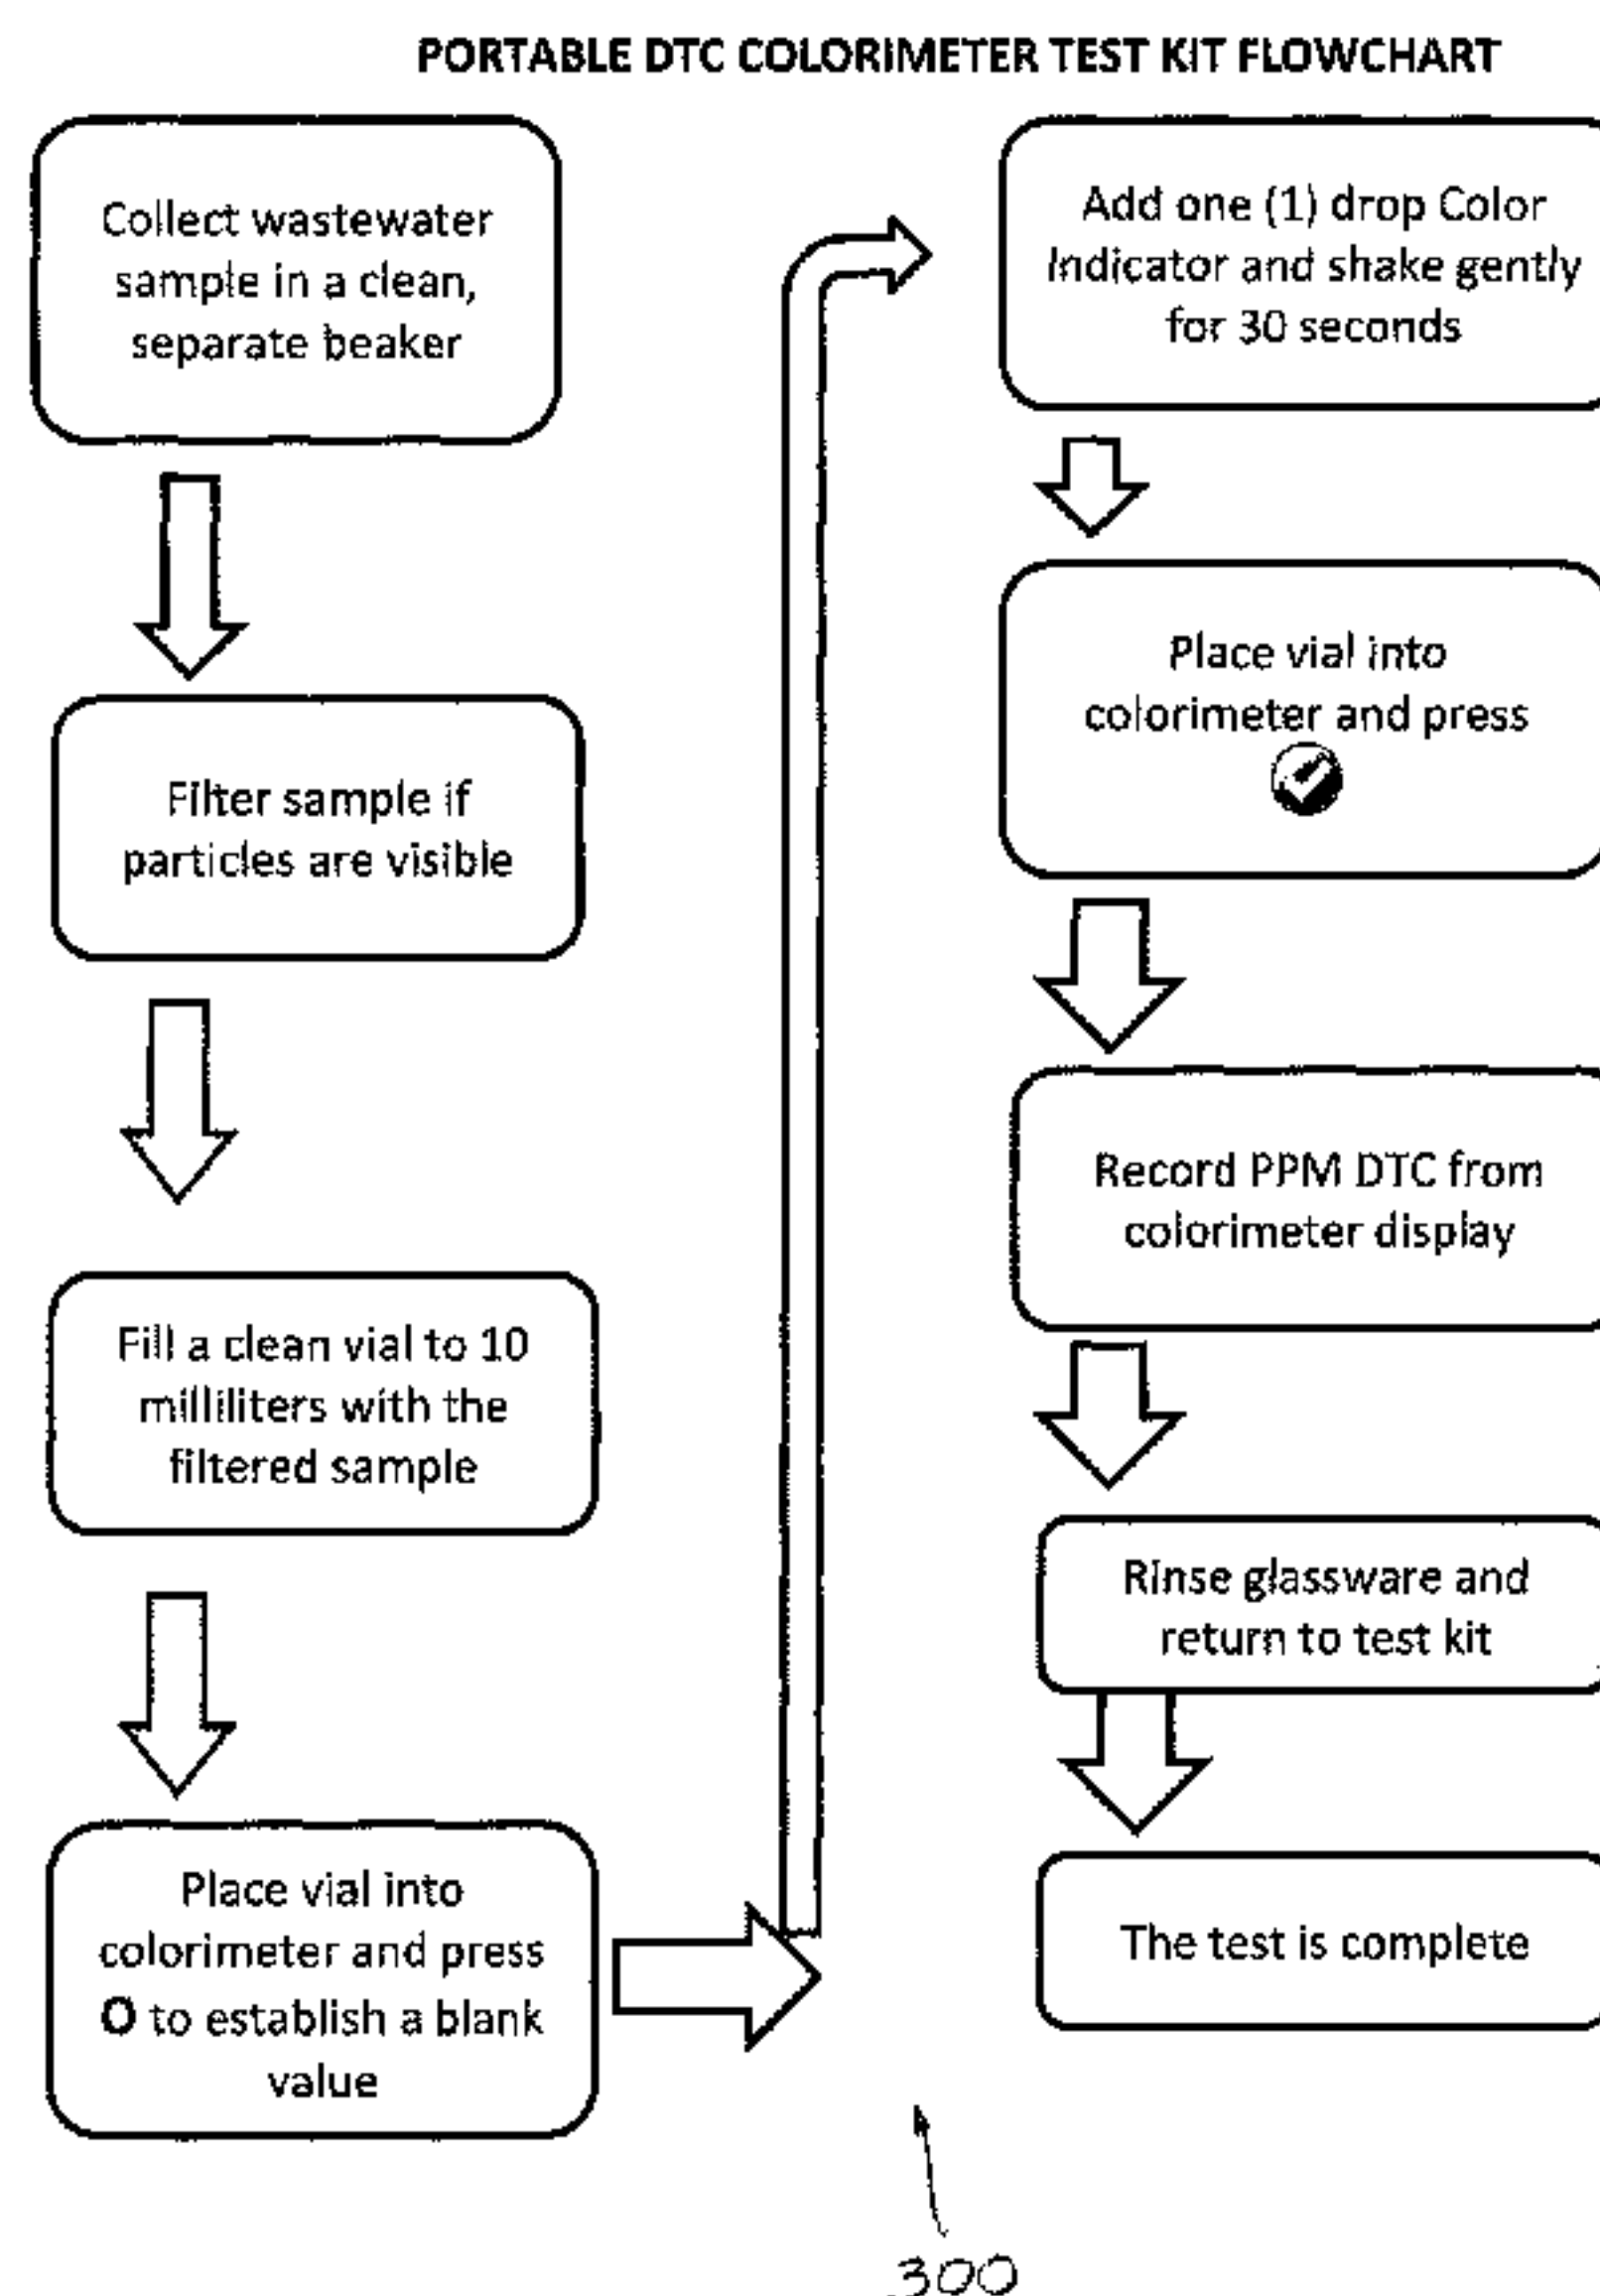 PORTABLE DTC COLORIMETER TEST KIT FLOWCHART
Collect wastewater
sample in a clean,
separate beaker
Filter sample if
particles are visible
Fill a clean vial to 10
milliliters with the
filtered sample
Place vial into
colorimeter and press
O to establish a blank
value
Add one (1) drop Color
Indicator and shake gently
for 30 seconds
Place vial into
colorimeter and press
Record PPM DTC from
colorimeter display
Rinse glassware and
return to test kit
The test is complete
300